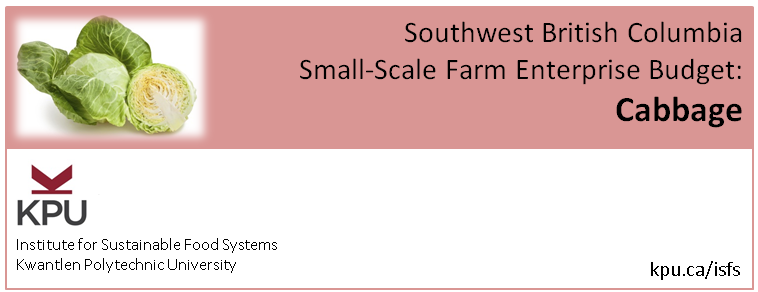 Southwest British Columbia
Small-Scale Farm Enterprise Budget:
Cabbage
KPU
Institute for Sustainable Food Systems
Kwantlen Polytechnic University
kpu.ca/isfs